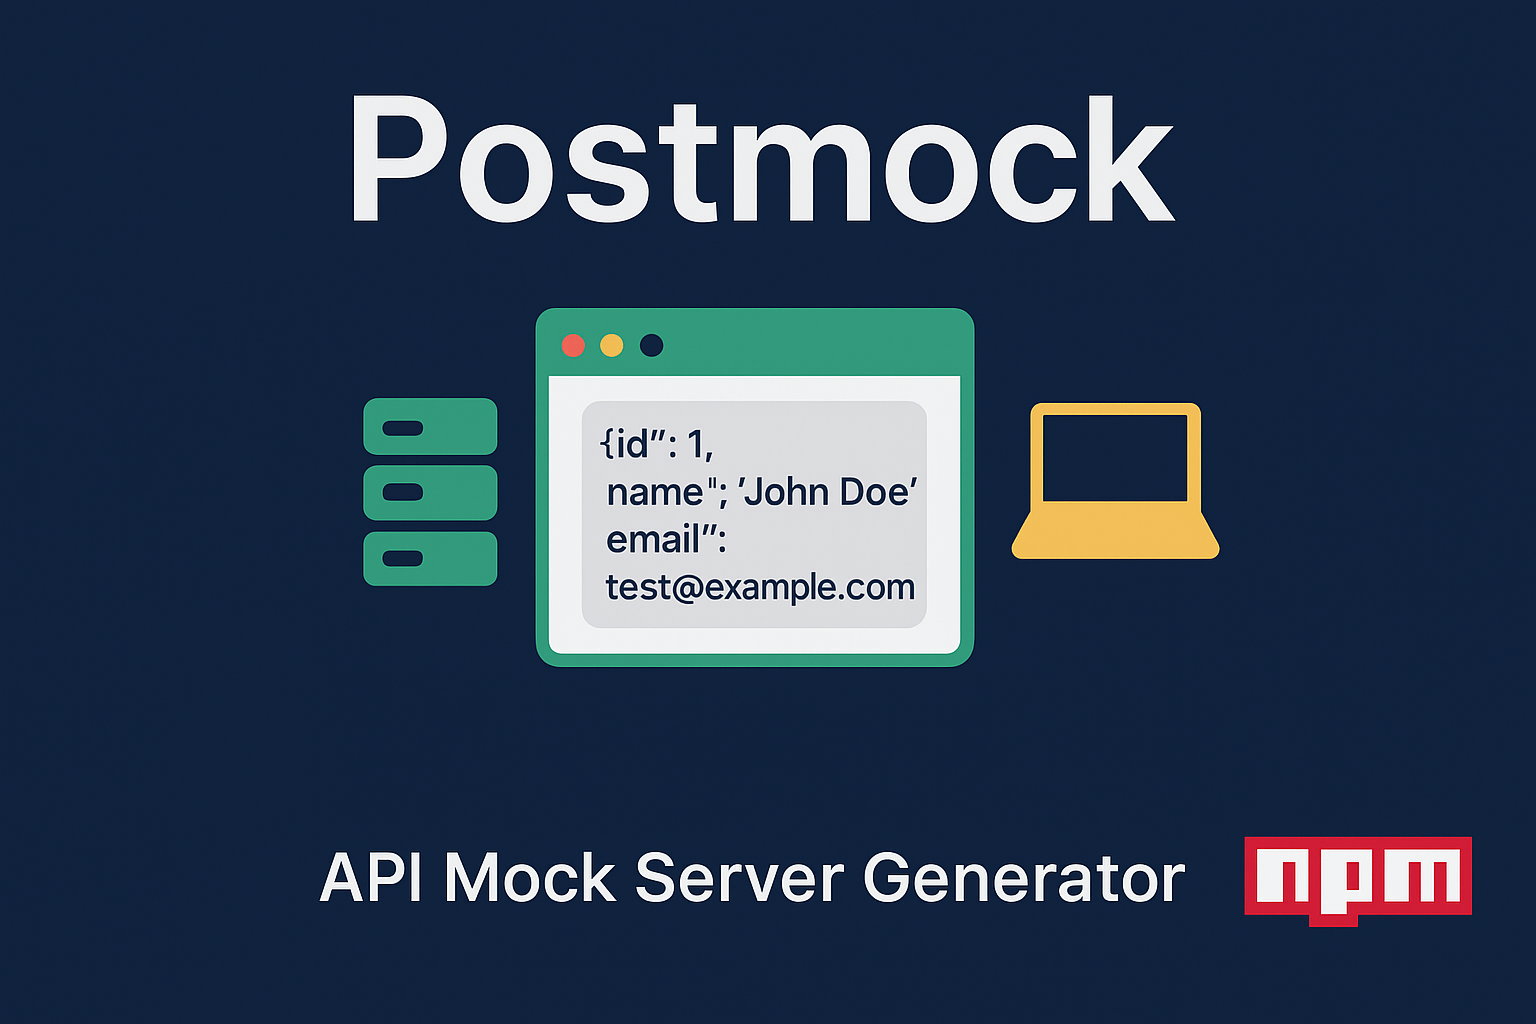 Postmock
{id”: 1,
name"; ’John Doe’
email”:
test@example.com
API Mock Server Generator
npm